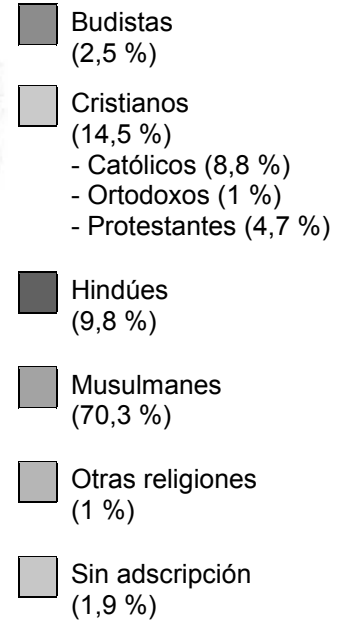 Budistas
(2,5 %)
Cristianos
(14,5 %)
- Católicos (8,8 %)
- Ortodoxos (1 %)
- Protestantes (4,7 %)
Hindúes
(9,8 %)
Musulmanes
(70,3 %)
Otras religiones
(1 %)
Sin adscripción
(1,9 %)